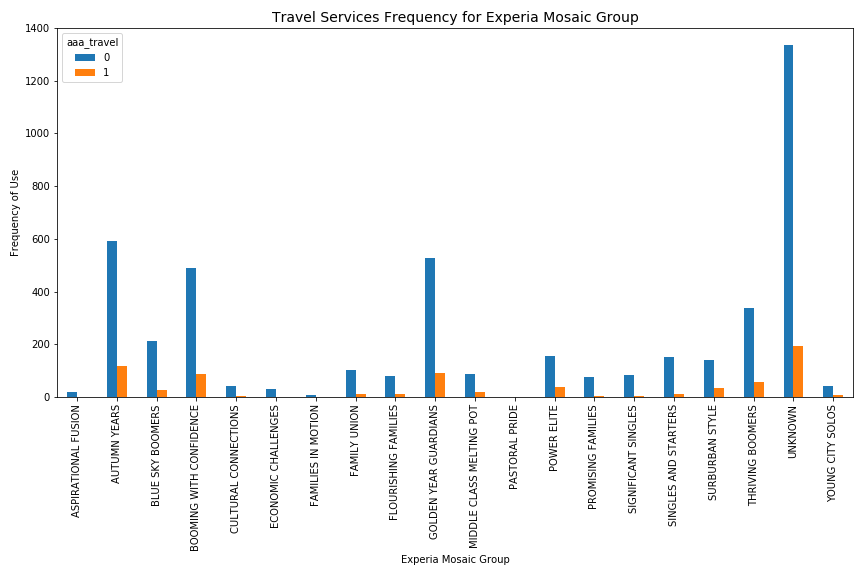 Travel Services Frequency for Experia Mosaic Group
aaa_travel
0
1
1400
1200
1000
800
600
400
200
0
Frequency of Use
ASPIRATIONAL FUSION
AUTUMN YEARS
BLUE SKY BOOMERS
BOOMING WITH CONFIDENCE
CULTURAL CONNECTIONS
ECONOMIC CHALLENGES
FAMILIES IN MOTION
FAMILY UNION
FLOURISHING FAMILIES
GOLDEN YEAR GUARDIANS
MIDDLE CLASS MELTING POT
PASTORAL PRIDE
POWER ELITE
PROMISING FAMILIES
SIGNIFICANT SINGLES
SINGLES AND STARTERS
SURBURBAN STYLE
THRIVING BOOMERS
UNKNOWN
YOUNG CITY SOLOS
Experia Mosaic Group